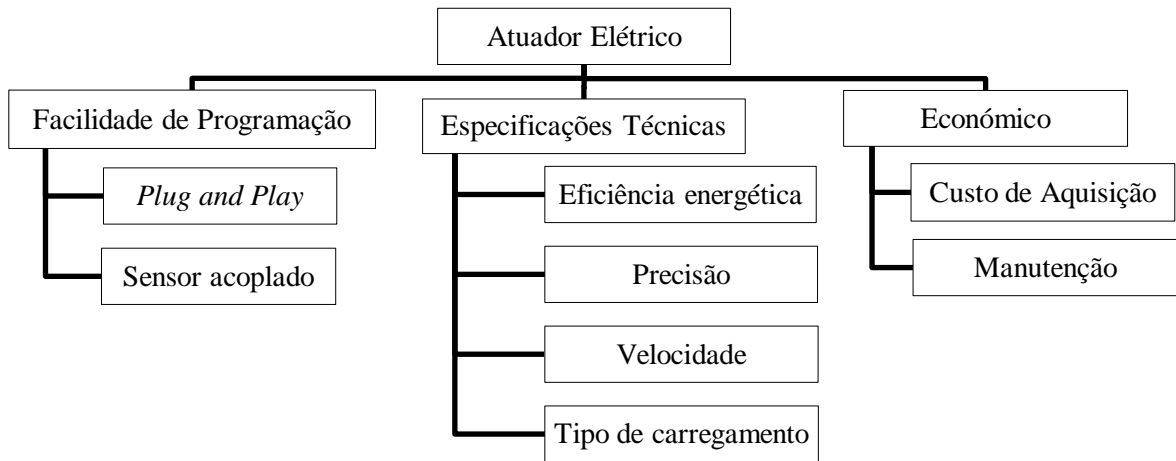 Atuador Elétrico
Facilidade de Programação
Plug and Play
Sensor acoplado
Especificações Técnicas
Eficiência energética
Precisão
Velocidade
Tipo de carregamento
Económico
Custo de Aquisição
Manutenção